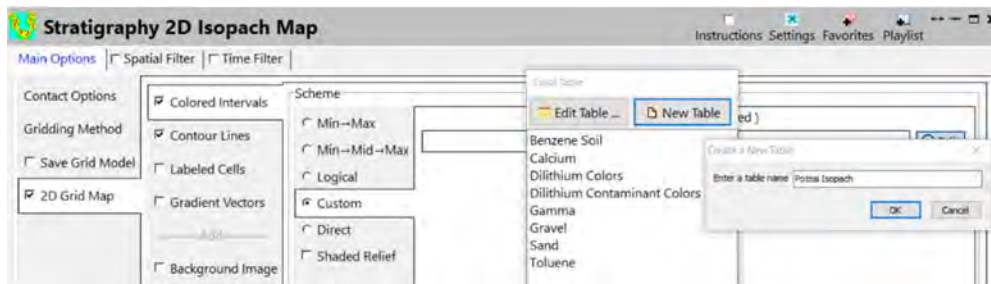 Stratigraphy 2D Isopach Map
Instructions Settings Favorites Playlist
Main Options Spatial Filter Time Filter
Contact Options
Gridding Method
Save Grid Model
2D Grid Map
Colored Intervals
Contour Lines
Labeled Cells
Gradient Vectors
Background Image
Scheme
Min→Max
Min→Mid→Max
Logical
Custom
Direct
Shaded Relief
Edit Table ... New Table
Benzene Soil
Calcium
Dilithium Colors
Dilithium Contaminant Colors
Gamma
Gravel
Sand
Toluene
ed )
Create a New Table
Enter a table name
Isopach
OK Cancel